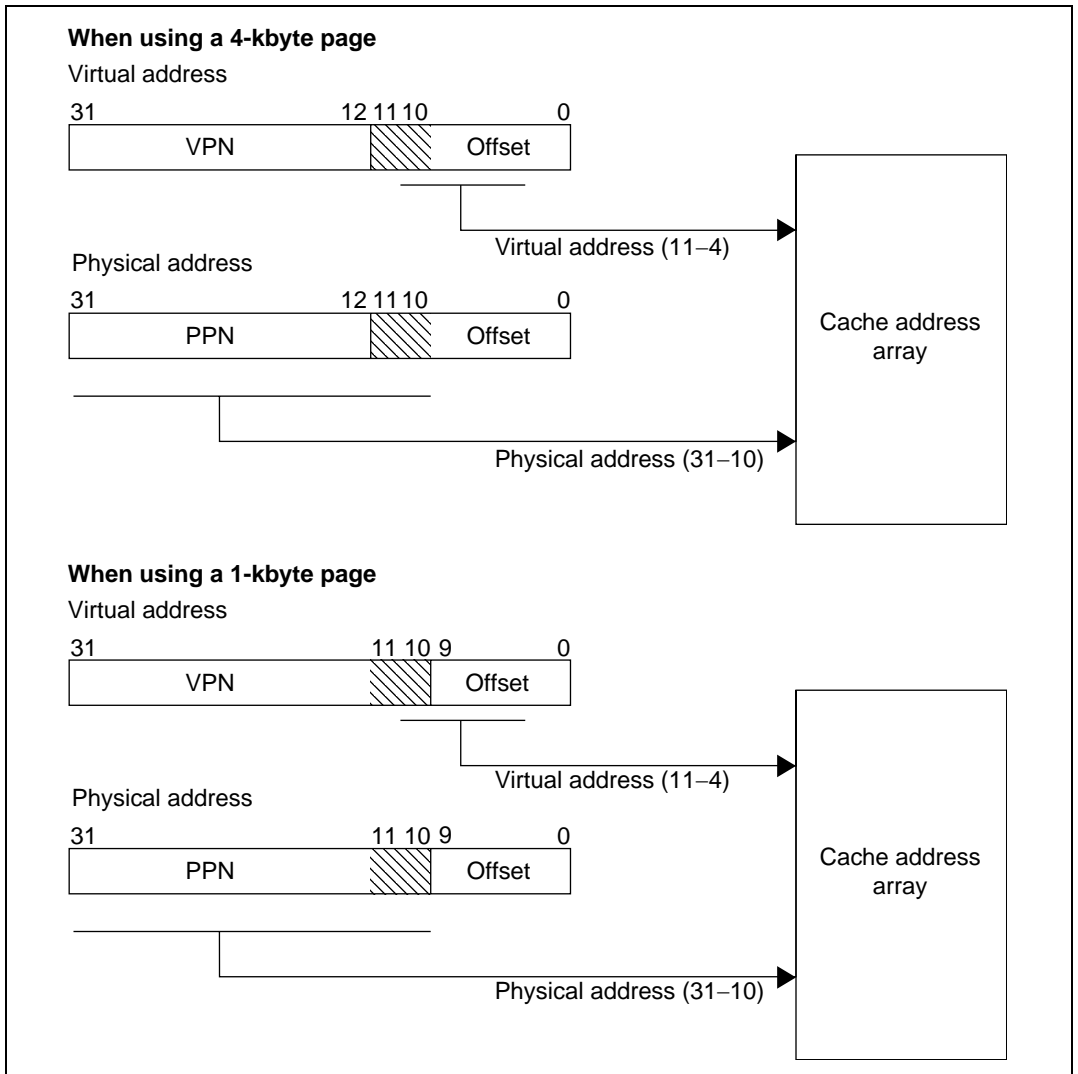 When using a 4-kbyte page
Virtual address
31 12 11 10 0
VPN Offset
Virtual address (11–4)
Physical address
31 12 11 10 0
PPN Offset
Cache address
array
Physical address (31–10)
When using a 1-kbyte page
Virtual address
31 11 10 9 0
VPN Offset
Virtual address (11–4)
Physical address
31 11 10 9 0
PPN Offset
Cache address
array
Physical address (31–10)